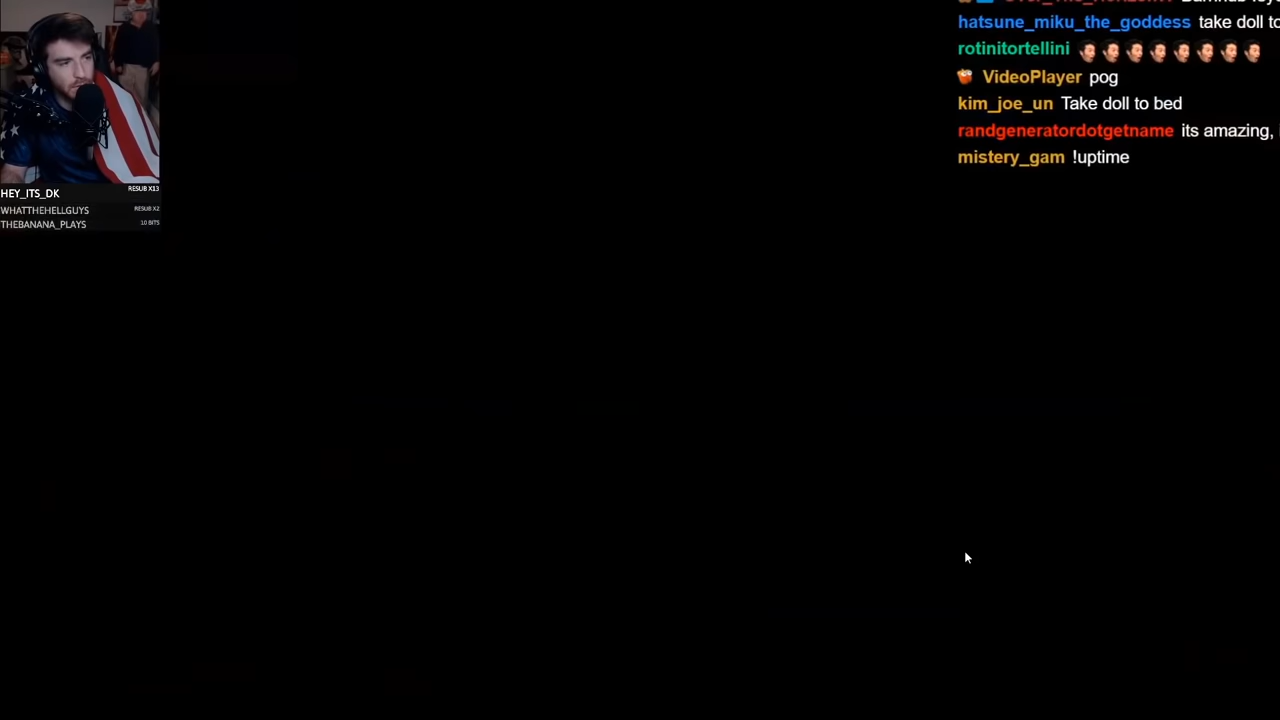 hatsune_miku_the_goddess take doll to
rotinitortellini
VideoPlayer pog
kim_joe_un Take doll to bed
randgeneratordotgetname its amazing,
mistery_gam !uptime
HEY_ITS_DK RESUB X13
WHATTHEHELLGUYS RESUB X2
THEBANANA_PLAYS 10 BITS